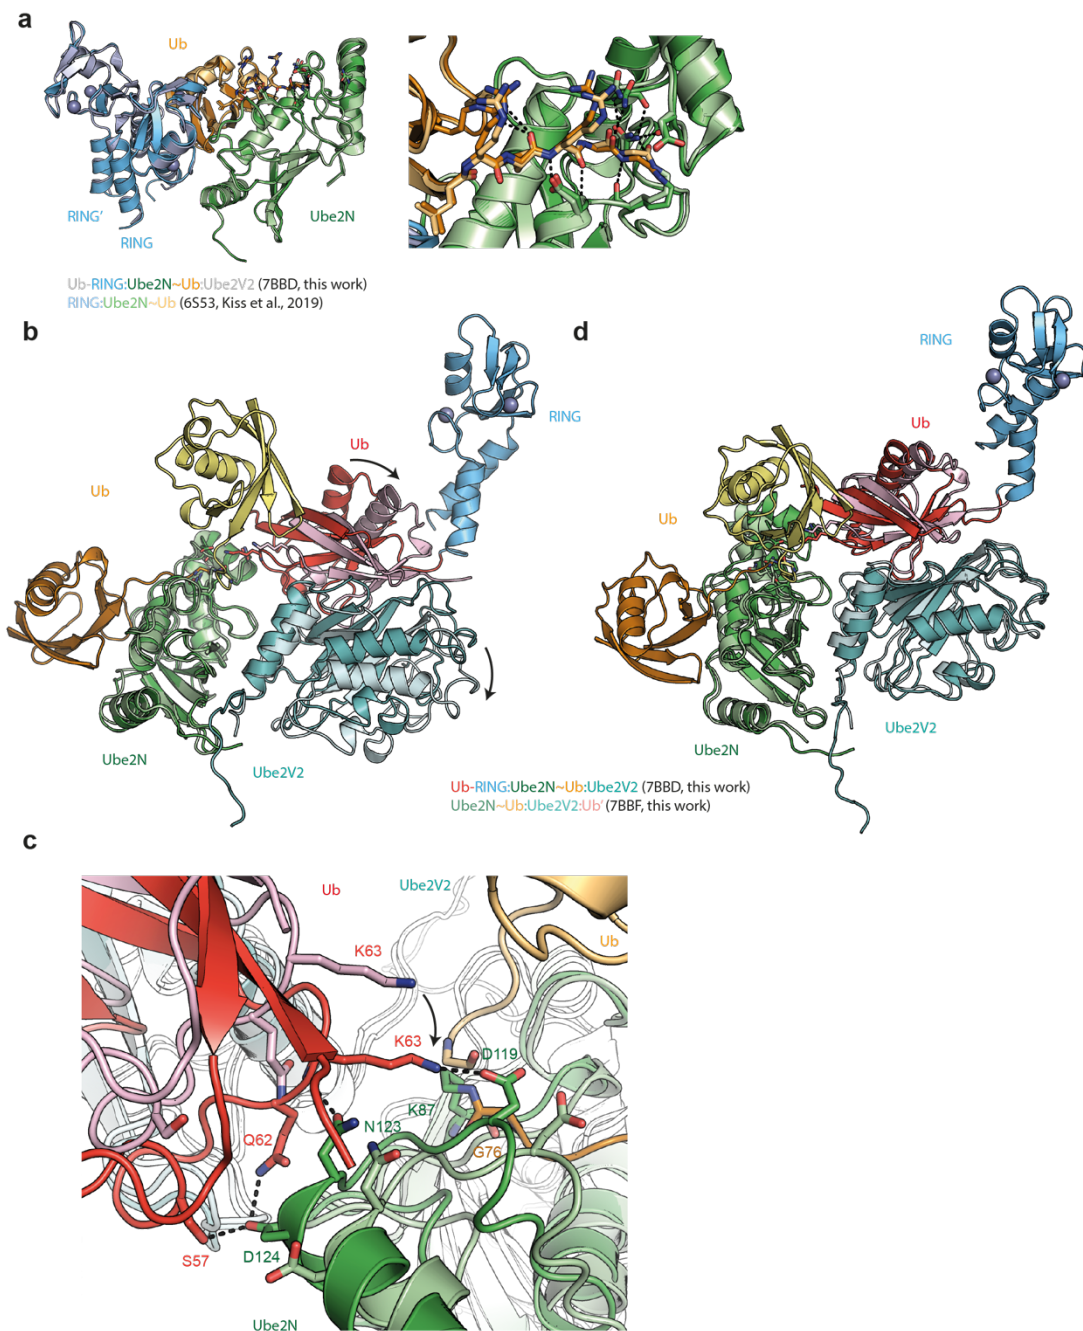 a
Ub
RING'
RING
Ube2N
Ub-RING:Ube2N~Ub:Ube2V2 (7BBD, this work)
RING:Ube2N~Ub (6S53, Kiss et al., 2019)
b
RING
Ub
Ub
Ube2N
Ube2V2
d
RING
Ub
Ub
Ube2V2
Ube2N
Ub-RING:Ube2N~Ub:Ube2V2 (7BBD, this work)
Ube2N~Ub:Ube2V2:Ub' (7BBF, this work)
c
Ub
Ube2V2
Ub
K63
K63
D119
K87
N123
Q62
G76
S57
D124
Ube2N